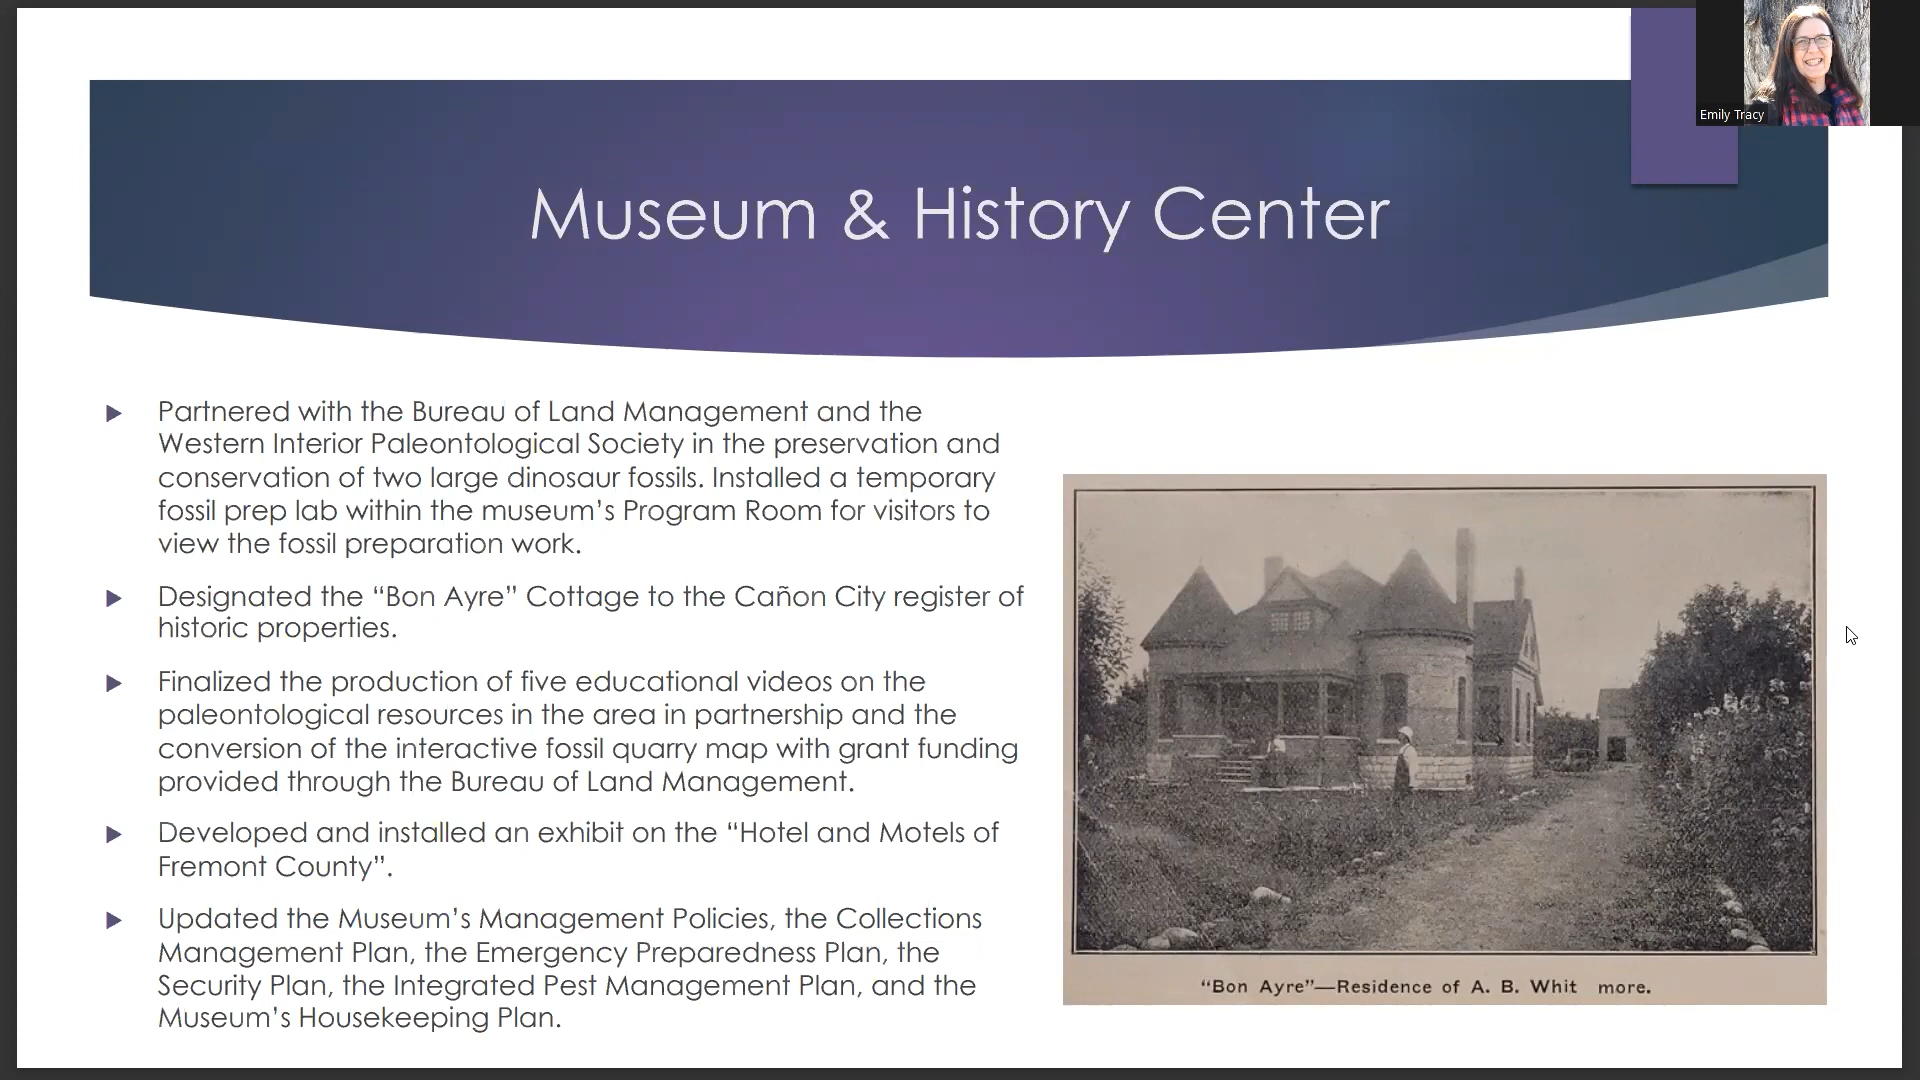 Emily Tracy
Museum & History Center
Partnered with the Bureau of Land Management and the
Western Interior Paleontological Society in the preservation and
conservation of two large dinosaur fossils. Installed a temporary
fossil prep lab within the museum’s Program Room for visitors to
view the fossil preparation work.
Designated the “Bon Ayre” Cottage to the Cañon City register of
historic properties.
Finalized the production of five educational videos on the
paleontological resources in the area in partnership and the
conversion of the interactive fossil quarry map with grant funding
provided through the Bureau of Land Management.
Developed and installed an exhibit on the “Hotel and Motels of
Fremont County”.
Updated the Museum’s Management Policies, the Collections
Management Plan, the Emergency Preparedness Plan, the
Security Plan, the Integrated Pest Management Plan, and the
Museum’s Housekeeping Plan.
“Bon Ayre”—Residence of A. B. Whit more.